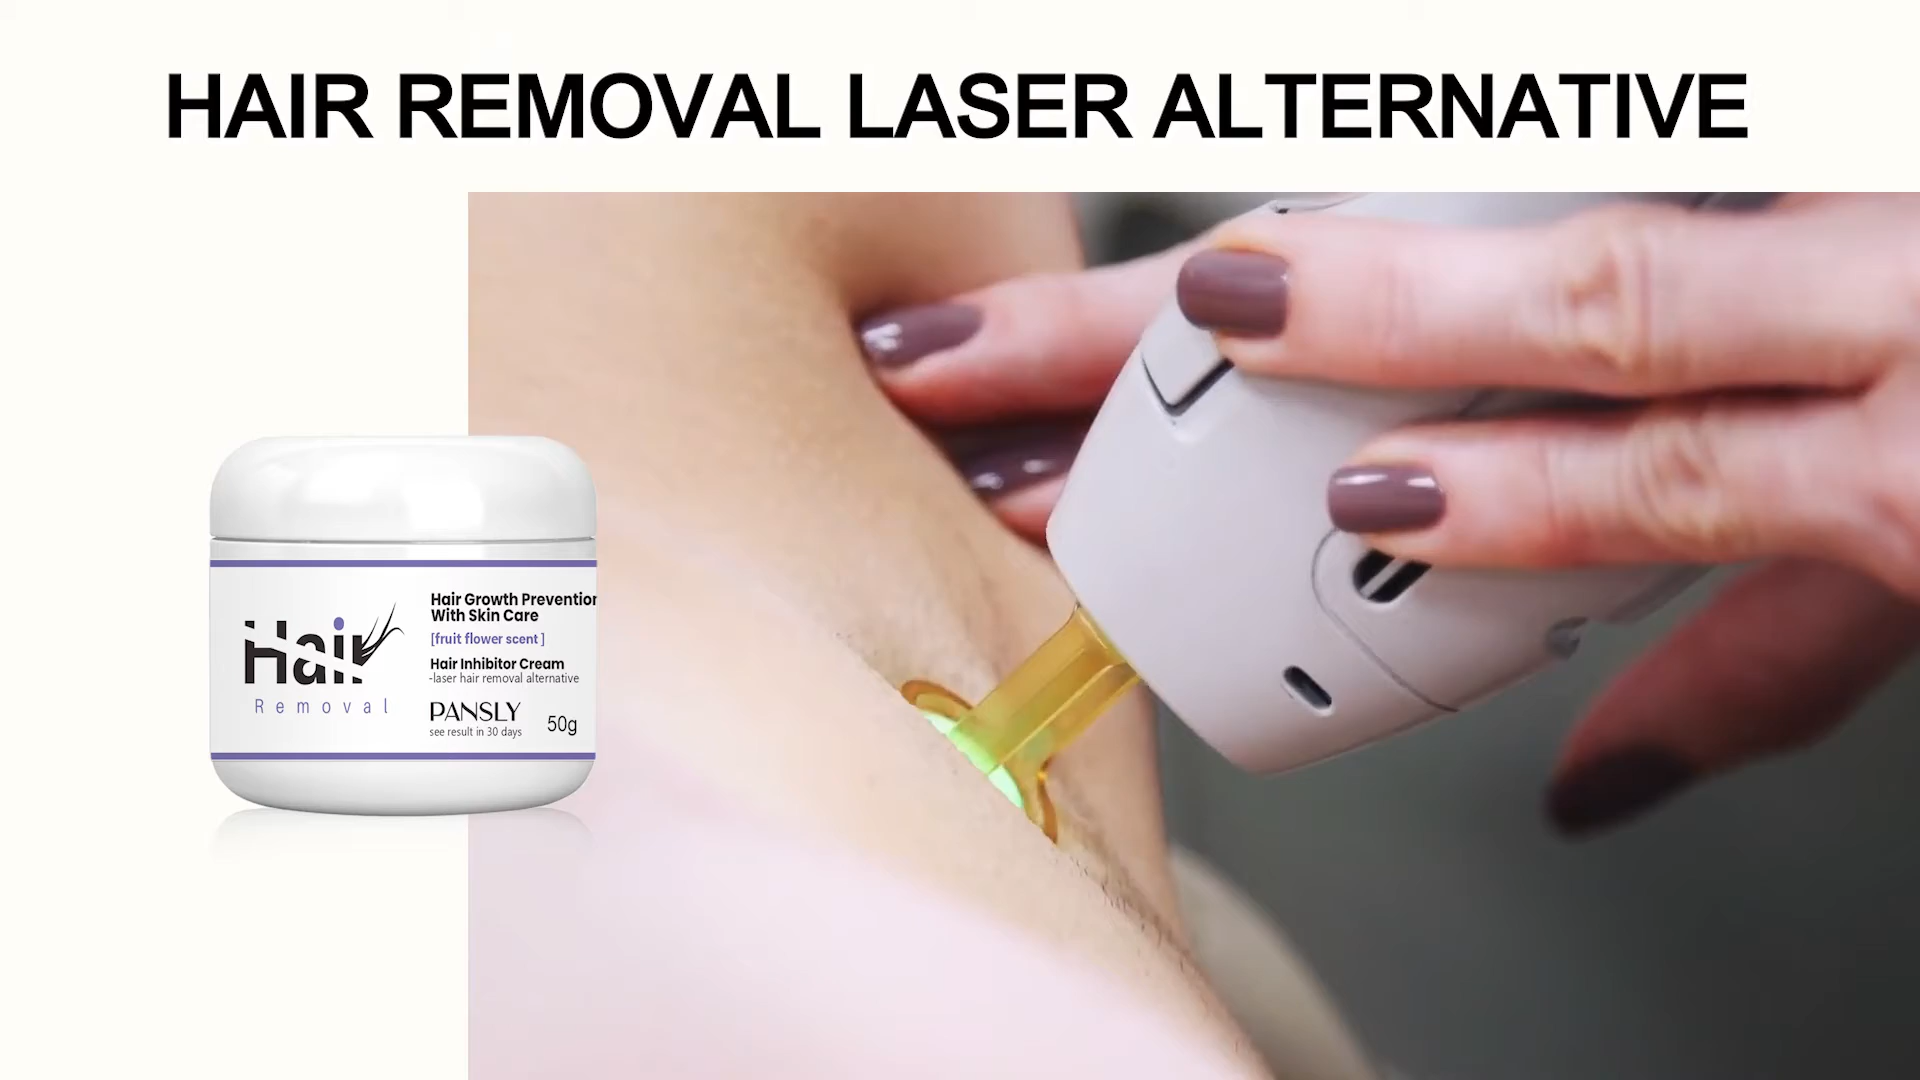 HAIR REMOVAL LASER ALTERNATIVE
Hair
Removal
Hair Growth Prevention
With Skin Care
[fruit flower scent ]
Hair Inhibitor Cream
-laser hair removal alternative
PANSLY
see result in 30 days
50g